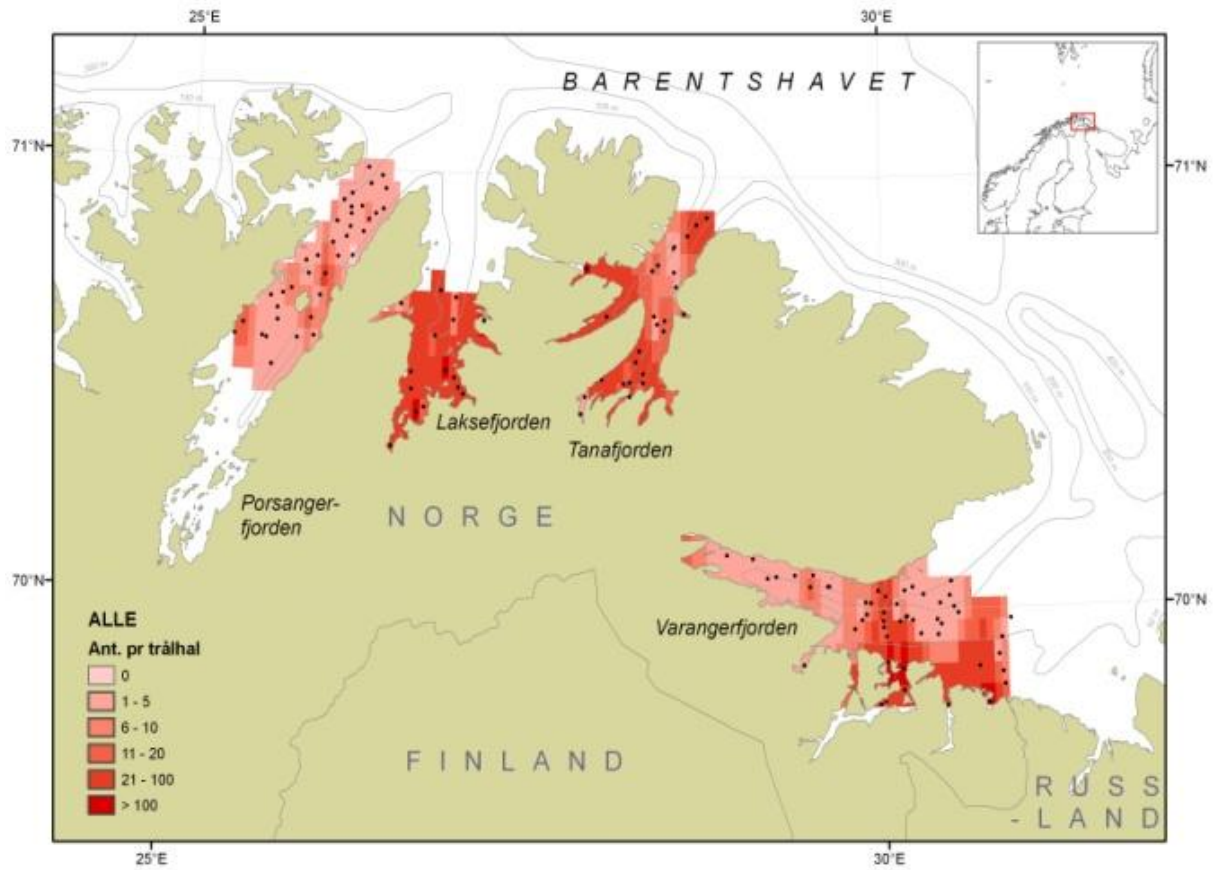 25°E
30°E
BARENTSHAVET
71°N
71°N
Laksefjorden
Tanafjorden
Porsanger-
fjorden
NORGE
70°N
70°N
Varangerfjorden
ALLE
Ant. pr trålhal
0
1 - 5
6 - 10
11 - 20
21 - 100
> 100
FINLAND
RUSS
-LAND
25°E
30°E